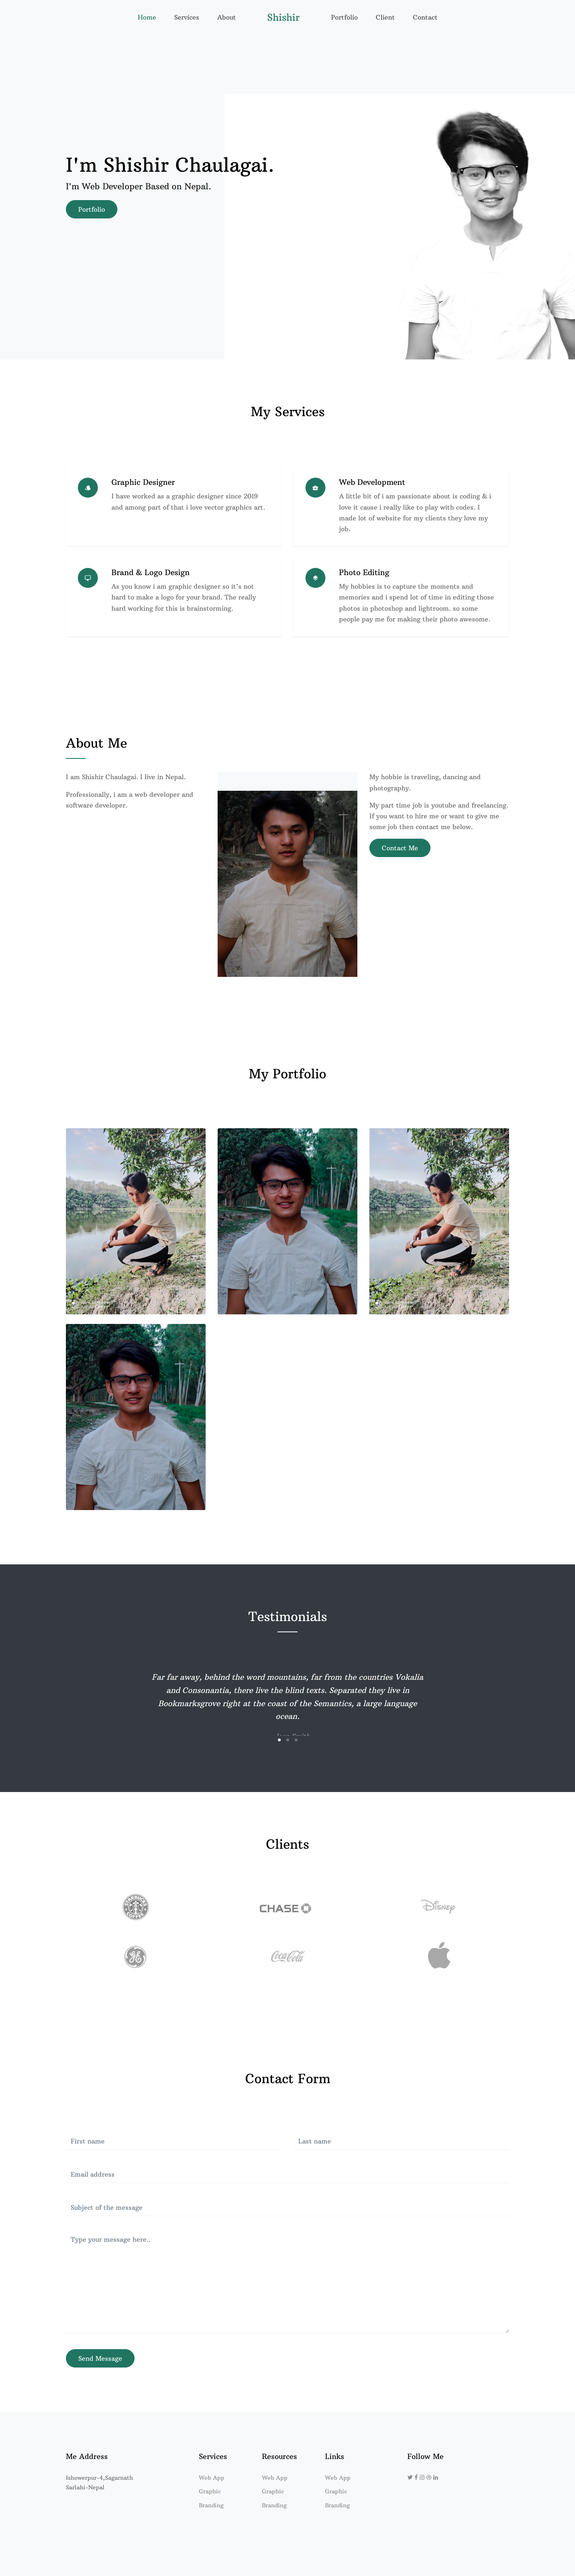 Home Services About Shishir Portfolio Client Contact
I'm Shishir Chaulagai.
I'm Web Developer Based on Nepal.
Portfolio
My Services
Graphic Designer
I have worked as a graphic designer since 2019
and among part of that i love vector graphics art.
Web Development
A little bit of i am passionate about is coding & i
love it cause i really like to play with codes. I
made lot of website for my clients they love my
job.
Brand & Logo Design
As you know i am graphic designer so it's not
hard to make a logo for your brand. The really
hard working for this is brainstorming.
Photo Editing
My hobbies is to capture the moments and
memories and i spend lot of time in editing those
photos in photoshop and lightroom. so some
people pay me for making their photo awesome.
About Me
I am Shishir Chaulagai. I live in Nepal.
Professionally, i am a web developer and
software developer.
My hobbie is traveling, dancing and
photography.
My part time job is youtube and freelancing.
If you want to hire me or want to give me
some job then contact me below.
Contact Me
My Portfolio
Testimonials
Far far away, behind the word mountains, far from the countries Vokalia
and Consonantia, there live the blind texts. Separated they live in
Bookmarksgrove right at the coast of the Semantics, a large language
ocean.
Clients
CHASE
Disney
GE
Coca-Cola
Contact Form
First name
Last name
Email address
Subject of the message
Type your message here..
Send Message
Me Address
Ishowerpur-4,Sagarnath
Sarlahi-Nepal
Services
Web App
Graphic
Branding
Resources
Web App
Graphic
Branding
Links
Web App
Graphic
Branding
Follow Me